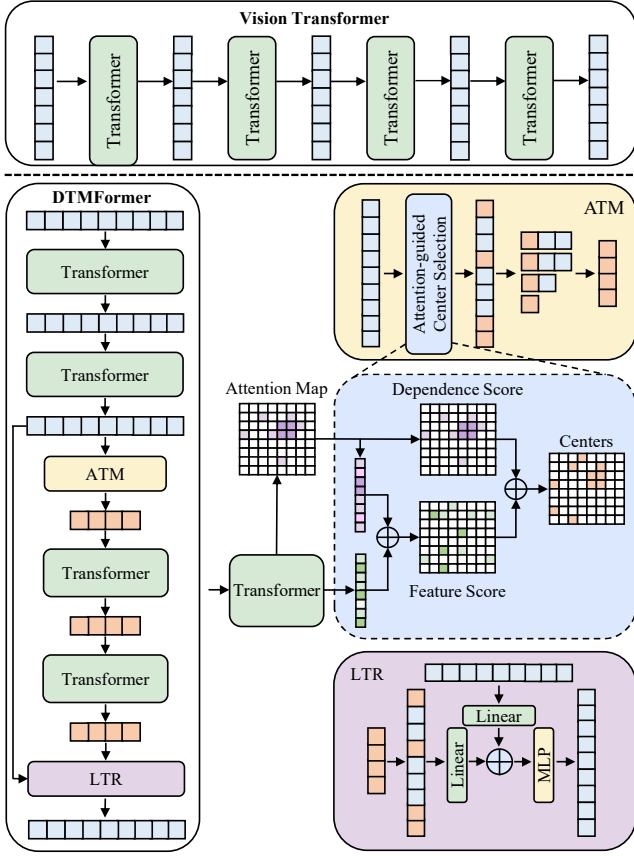 Vision Transformer
Transformer
Transformer
Transformer
Transformer
DTMFormer
Transformer
Transformer
ATM
Transformer
Transformer
LTR
ATM
Attention-guided
Center Selection
Attention Map
Dependence Score
Centers
Transformer
Feature Score
LTR
Linear
Linear
MLP